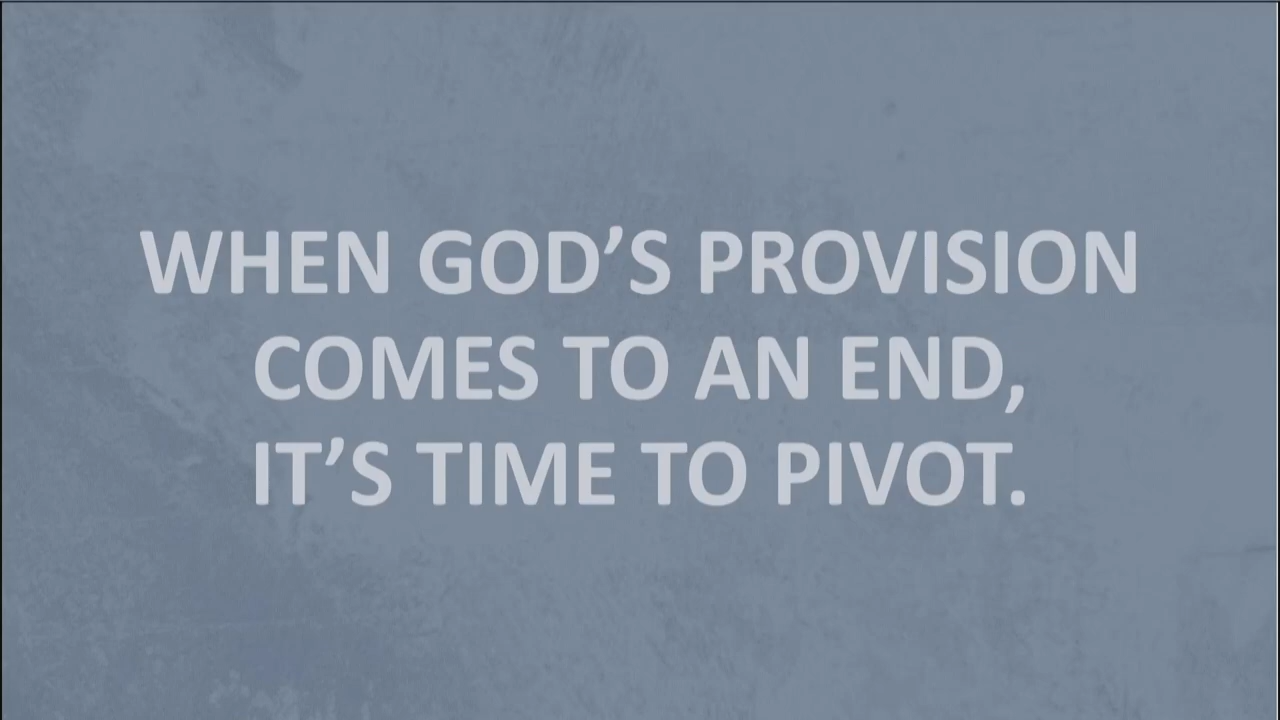 WHEN GOD’S PROVISION
COMES TO AN END,
IT’S TIME TO PIVOT.